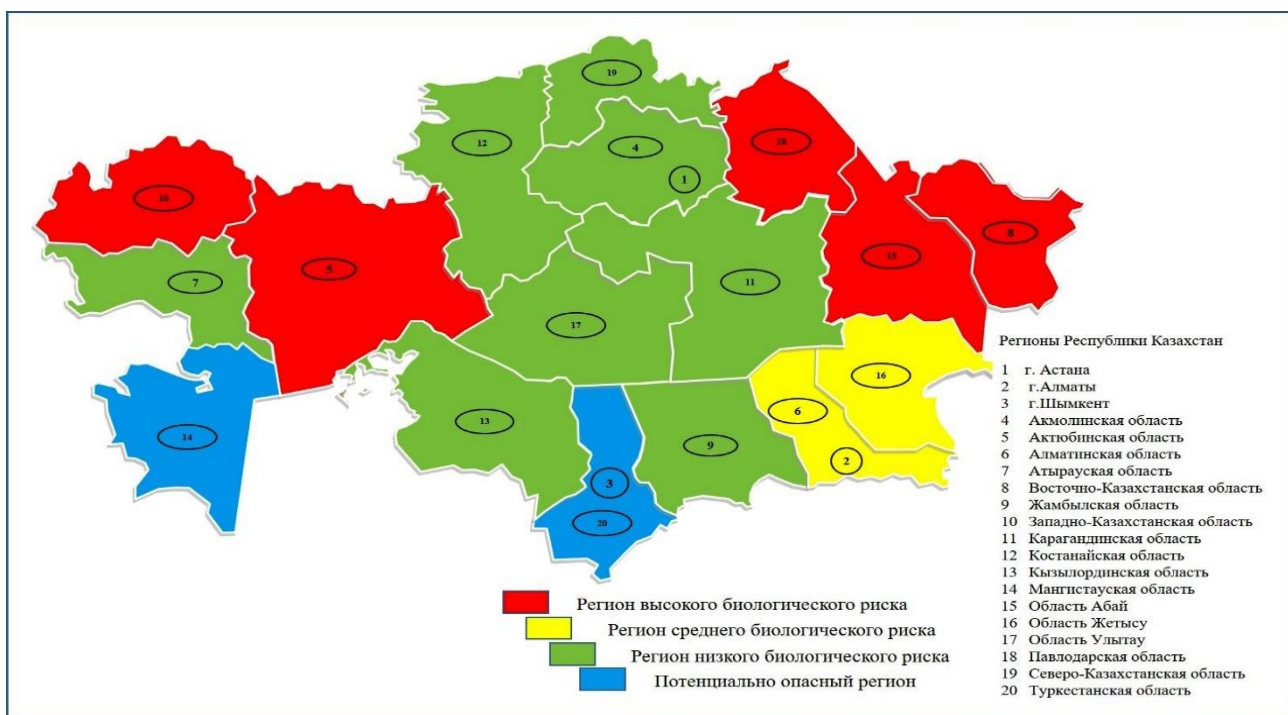 19
12
4
18
1
10
8
5
15
7
11
17
16
6
14
13
9
2
3
20
Регионы Республики Казахстан
1 г. Астана
2 г.Алматы
3 г.Шымкент
4 Акмолинская область
5 Актюбинская область
6 Алматинская область
7 Атырауская область
8 Восточно-Казахстанская область
9 Жамбылская область
10 Западно-Казахстанская область
11 Карагандинская область
12 Костанайская область
13 Кызылординская область
14 Мангистауская область
15 Область Абай
16 Область Жетысу
17 Область Улытау
18 Павлодарская область
19 Северо-Казахстанская область
20 Туркестанская область
Регион высокого биологического риска
Регион среднего биологического риска
Регион низкого биологического риска
Потенциально опасный регион